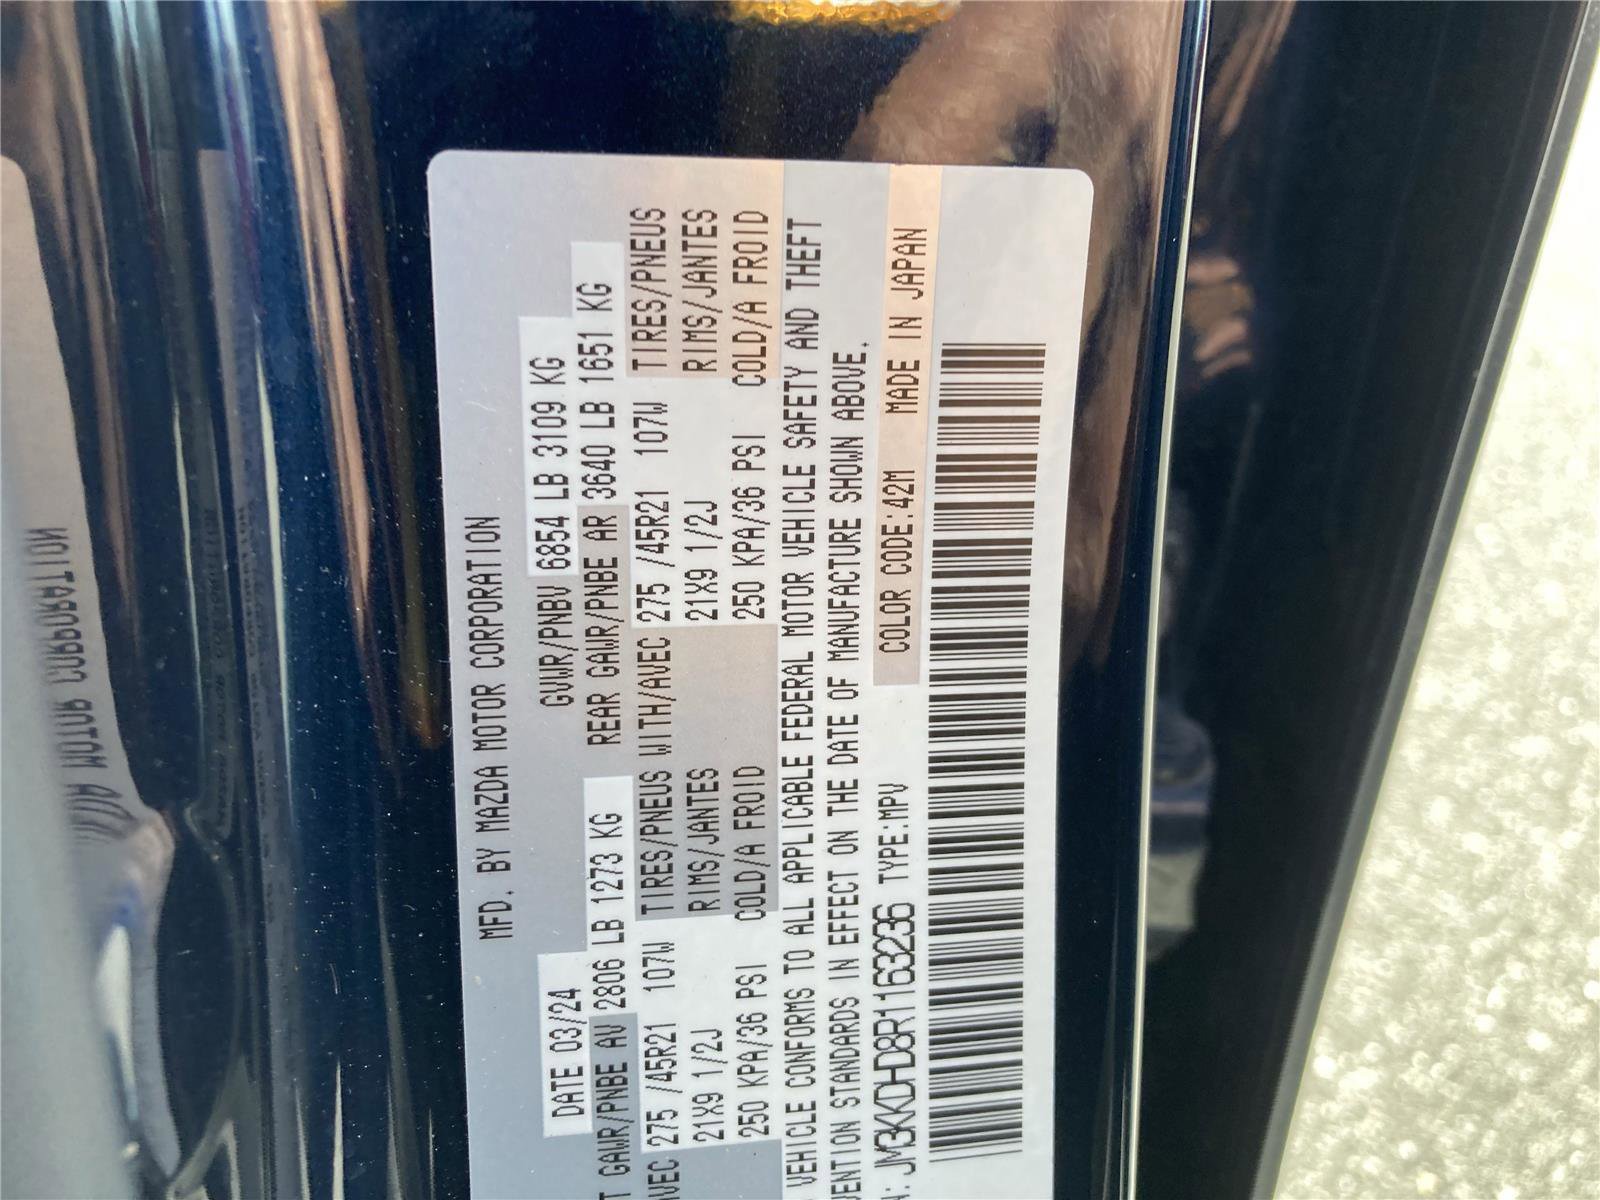 MFD. BY MAZDA MOTOR CORPORATION
DATE 03/24 GVWR/PNBV 6854 LB 3109 KG
GAWR/PNBE AV 2806 LB 1273 KG REAR GAWR/PNBE AR 3640 LB 1651 KG
275 /45R21 107W TIRES/PNEUS WITH/AVEC 275 /45R21 107W TIRES/PNEUS
21X9 1/2J RIMS/JANTES 21X9 1/2J RIMS/JANTES
250 KPA/36 PSI COLD/A FROID 250 KPA/36 PSI COLD/A FROID
VEHICLE CONFORMS TO ALL APPLICABLE FEDERAL MOTOR VEHICLE SAFETY AND THEFT
STANDARDS IN EFFECT ON THE DATE OF MANUFACTURE SHOWN ABOVE.
JM3KKDHD8R1163236 TYPE:MPV COLOR CODE:42M MADE IN JAPAN